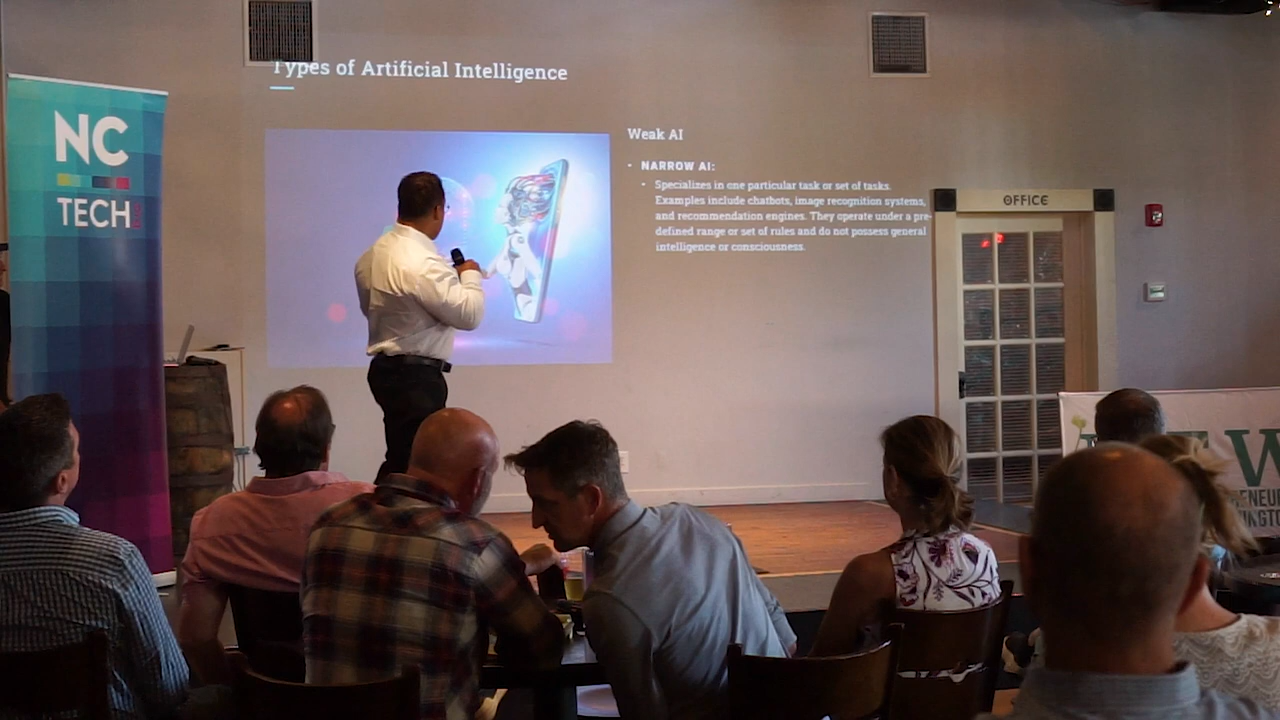 Types of Artificial Intelligence
NC
TECH
Weak AI
• NARROW AI:
• Specializes in one particular task or set of tasks.
Examples include chatbots, image recognition systems,
and recommendation engines. They operate under a pre-
defined range or set of rules and do not possess general
intelligence or consciousness.
OFFICE
W